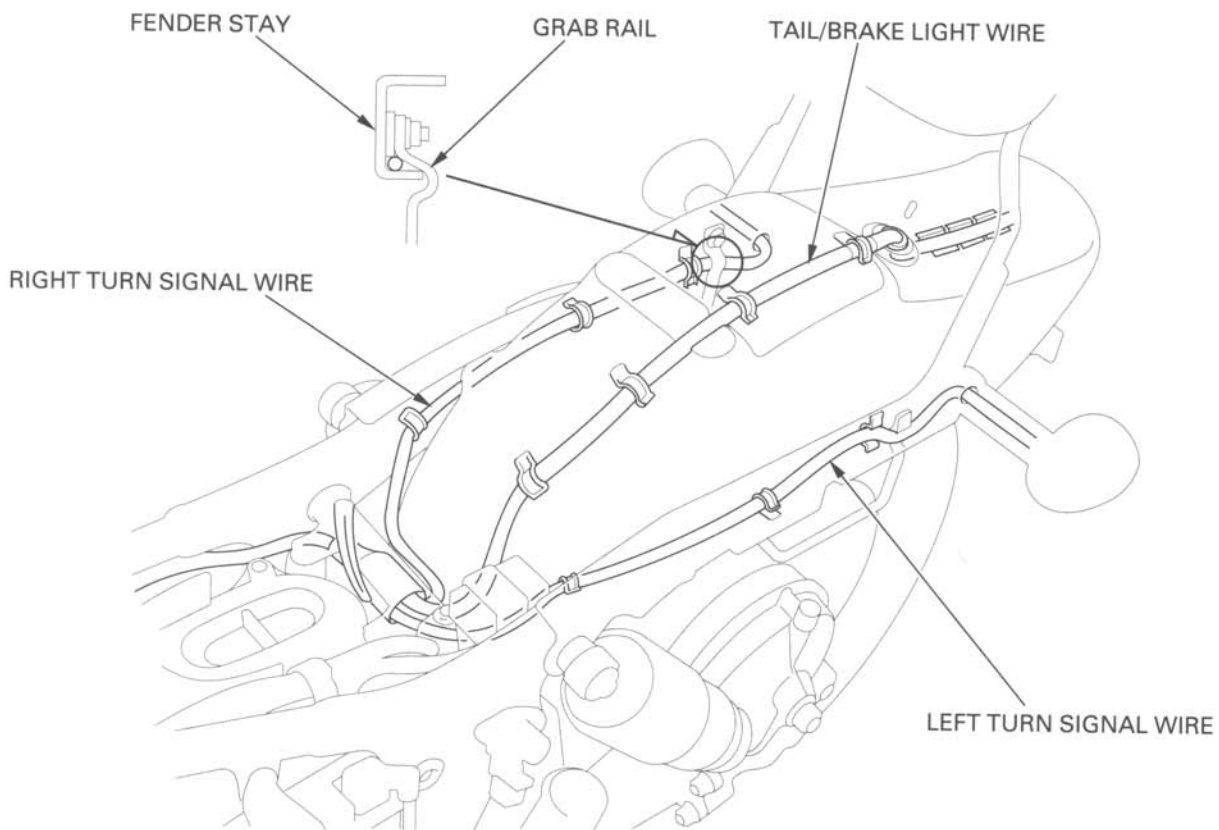 FENDER STAY
GRAB RAIL
TAIL/BRAKE LIGHT WIRE
RIGHT TURN SIGNAL WIRE
LEFT TURN SIGNAL WIRE